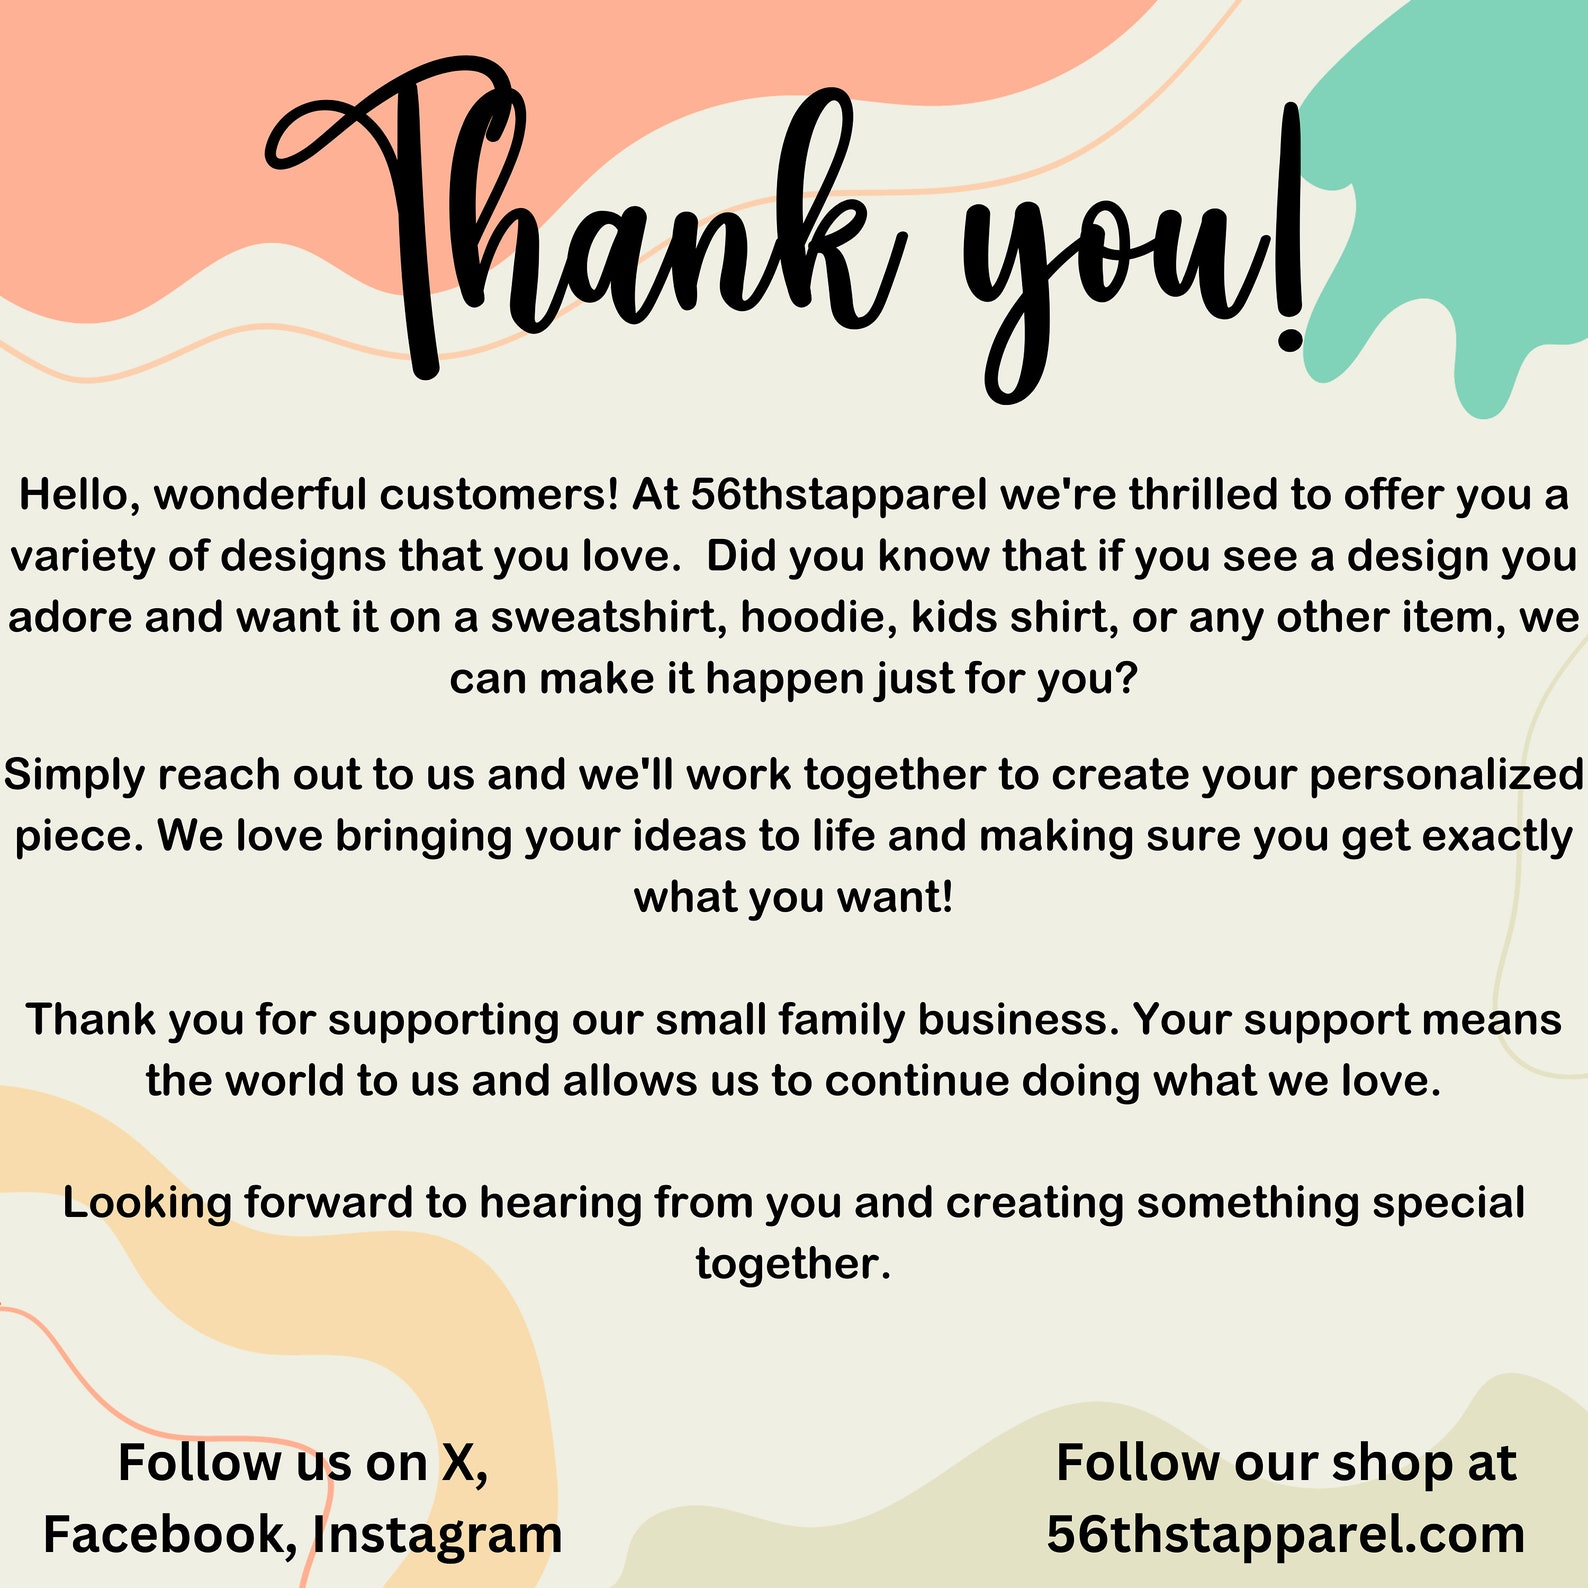 Thank you!
Hello, wonderful customers! At 56thstapparel we're thrilled to offer you a
variety of designs that you love.  Did you know that if you see a design you
adore and want it on a sweatshirt, hoodie, kids shirt, or any other item, we
can make it happen just for you?
Simply reach out to us and we'll work together to create your personalized
piece. We love bringing your ideas to life and making sure you get exactly
what you want!
Thank you for supporting our small family business. Your support means
the world to us and allows us to continue doing what we love.
Looking forward to hearing from you and creating something special
together.
Follow us on X,
Facebook, Instagram
Follow our shop at
56thstapparel.com